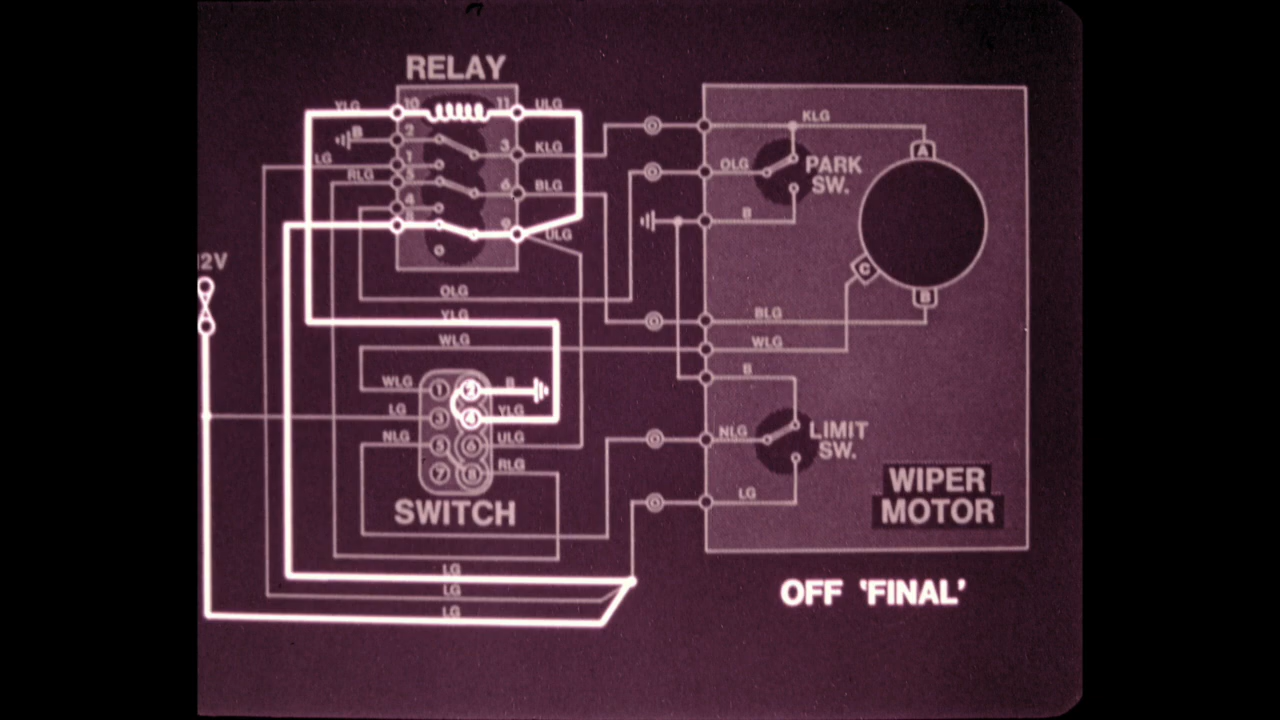 RELAY
YLG 10 11 ULG
B 2
3 KLG
LG 1
RLG 5
6 BLG
4
9
ULG
OLG
YLG
WLG
WLG 1 2 B
LG 3 4 YLG
NLG 5 6 ULG
7 8 RLG
SWITCH
LG
LG
LG
2V
KLG
A
OLG PARK
SW.
B
C
B
BLG
WLG
B
NLG LIMIT
SW.
LG
WIPER
MOTOR
OFF 'FINAL'